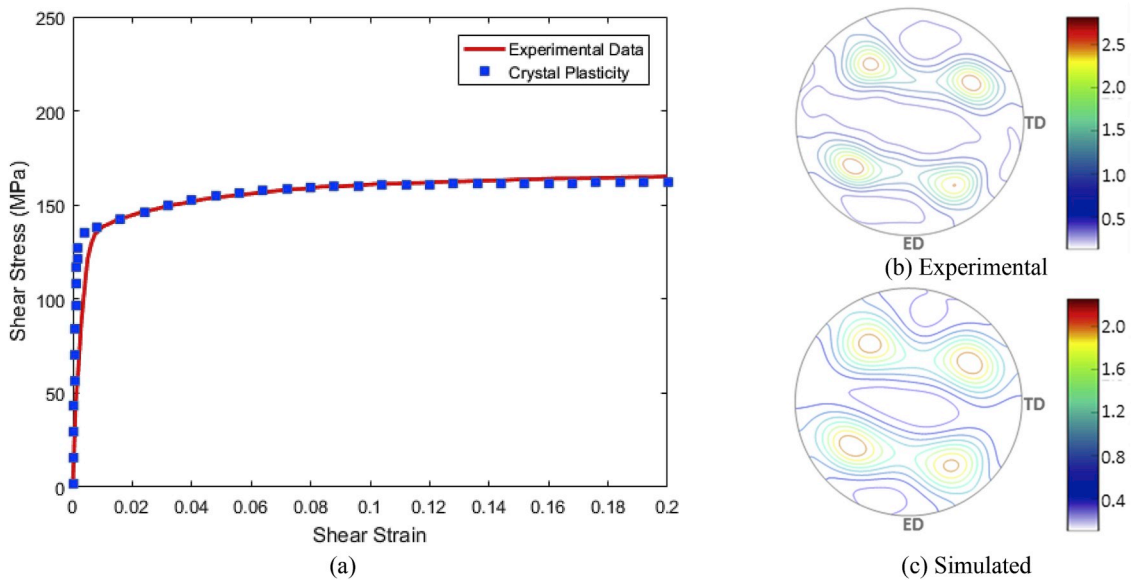 250
200
150
100
50
0
Shear Stress (MPa)
0 0.02 0.04 0.06 0.08 0.1 0.12 0.14 0.16 0.18 0.2
Shear Strain
Experimental Data
Crystal Plasticity
(a)
TD
ED
2.5
2.0
1.5
1.0
0.5
(b) Experimental
TD
ED
2.0
1.6
1.2
0.8
0.4
(c) Simulated